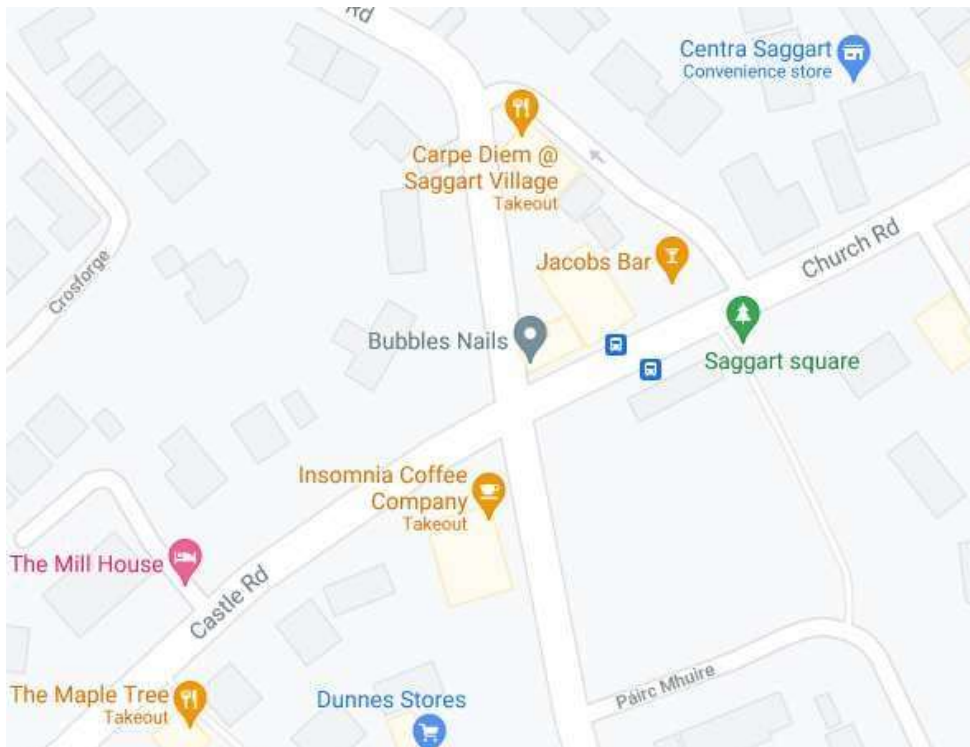 Rd
Centra Saggart
Convenience store
Carpe Diem @
Saggart Village
Takeout
Church Rd
Jacobs Bar
Crosforge
Bubbles Nails
Saggart square
Insomnia Coffee
Company
Takeout
The Mill House
Castle Rd
Páirc Mhuire
The Maple Tree
Takeout
Dunnes Stores